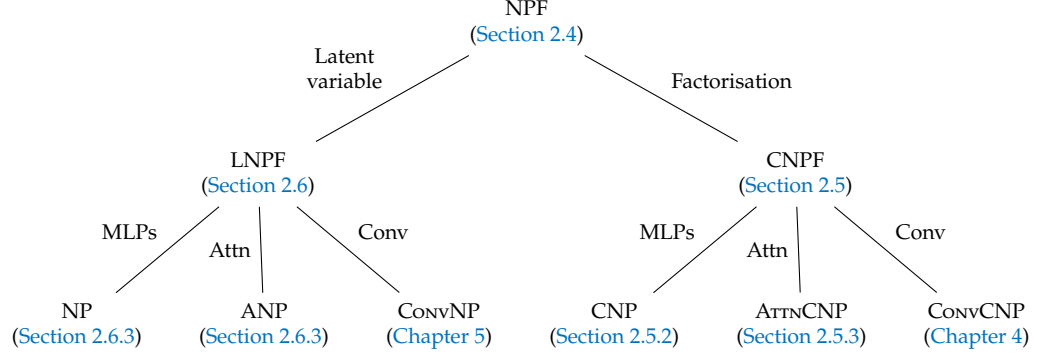 NPF
(Section 2.4)
Latent
variable
Factorisation
LNPF
(Section 2.6)
CNPF
(Section 2.5)
MLPs
Attn
Conv
MLPs
Attn
Conv
NP
(Section 2.6.3)
ANP
(Section 2.6.3)
ConvNP
(Chapter 5)
CNP
(Section 2.5.2)
AttnCNP
(Section 2.5.3)
ConvCNP
(Chapter 4)